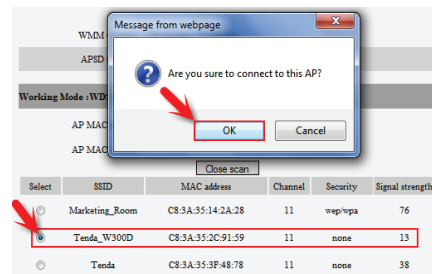 Message from webpage
WMM
APSD
Are you sure to connect to this AP?
Working Mode : WDS
AP MAC
AP MAC
OK Cancel
Close scan
Select SSID MAC address Channel Security Signal strength
Marketing_Room C8:3A:35:14:2A:28 11 wep/wpa 76
Tenda_W300D C8:3A:35:2C:91:59 11 none 13
Tenda C8:3A:35:3F:48:78 11 none 38